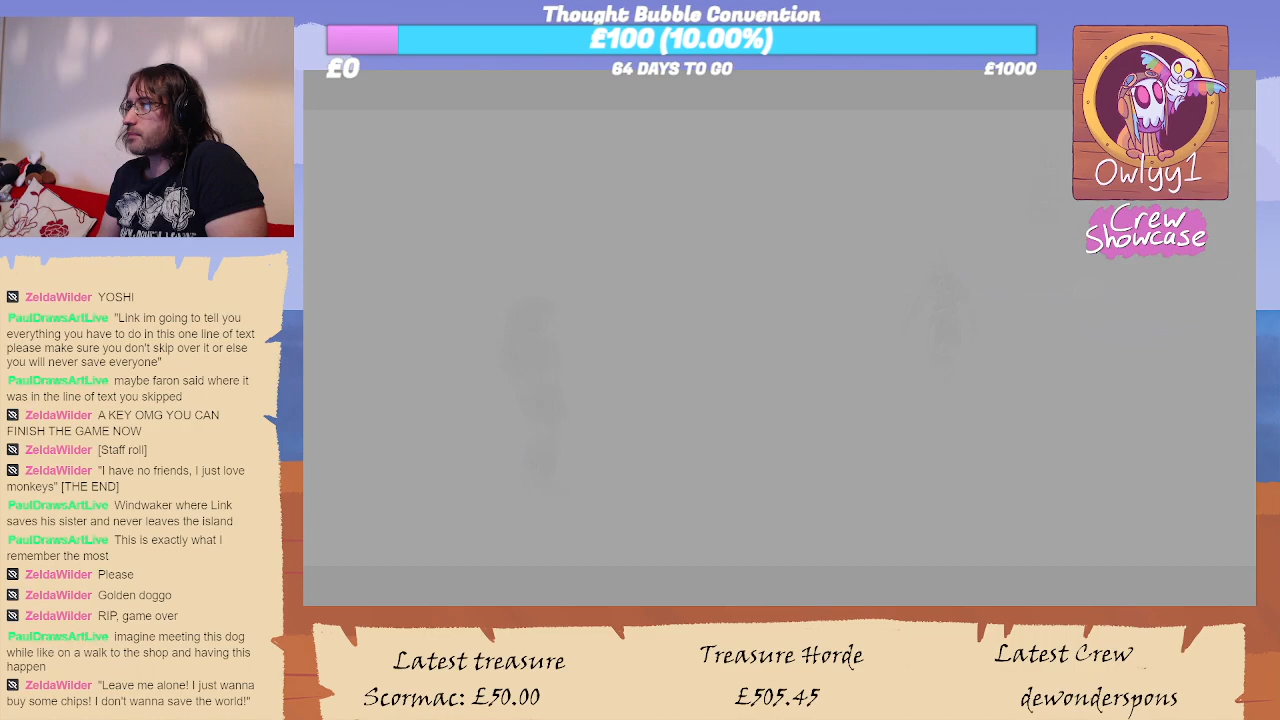 Thought Bubble Convention
£100 (10.00%)
£0
64 DAYS TO GO
£1000
Owlyy1
Crew
Showcase
ZeldaWilder YOSHI
PaulDrawsArtLive "Link im going to tell you
everything you have to do in this one line of text
please make sure you don't skip over it or else
you will never save everyone"
PaulDrawsArtLive maybe faron said where it
was in the line of text you skipped
ZeldaWilder A KEY OMG YOU CAN
FINISH THE GAME NOW
ZeldaWilder [Staff roll]
ZeldaWilder "I have no friends, I just love
monkeys" [THE END]
PaulDrawsArtLive Windwaker where Link
saves his sister and never leaves the island
PaulDrawsArtLive This is exactly what I
remember the most
ZeldaWilder Please
ZeldaWilder Golden doggo
ZeldaWilder RIP, game over
PaulDrawsArtLive imagine meeting this dog
while like on a walk to the shop and having this
happen
ZeldaWilder "Leave me alone! I just wanna
buy some chips! I don't wanna save the world!"
Latest treasure
Scormac: £50.00
Treasure Horde
£505.45
Latest Crew
dewonderspons